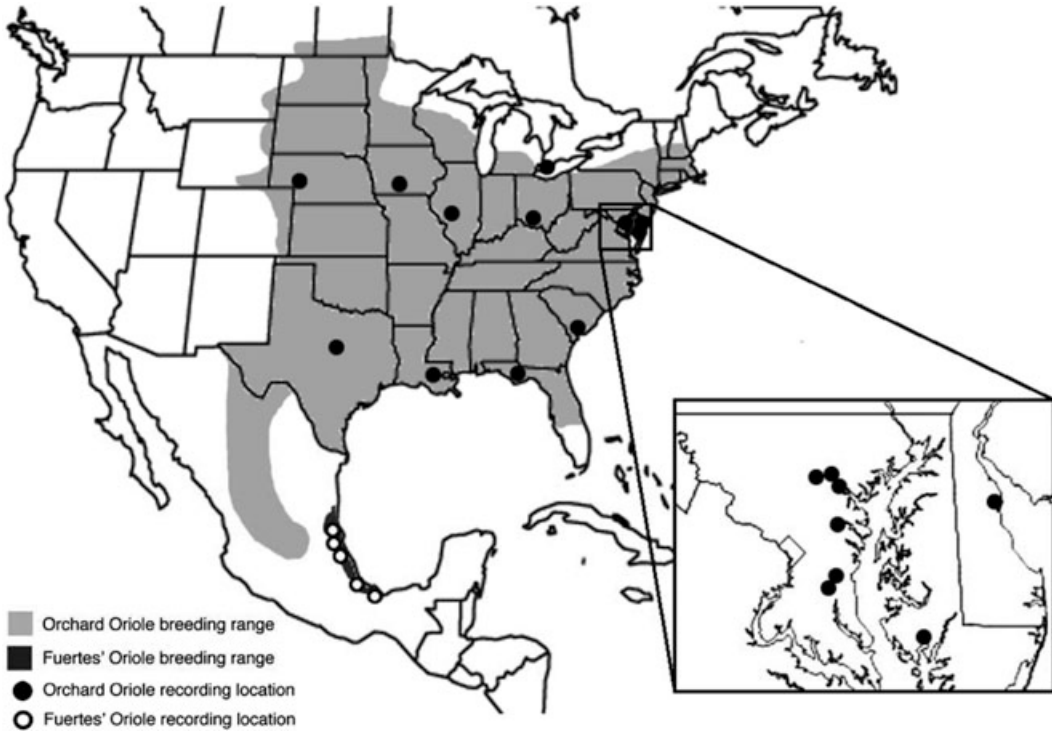 Orchard Oriole breeding range
Fuertes' Oriole breeding range
Orchard Oriole recording location
Fuertes' Oriole recording location